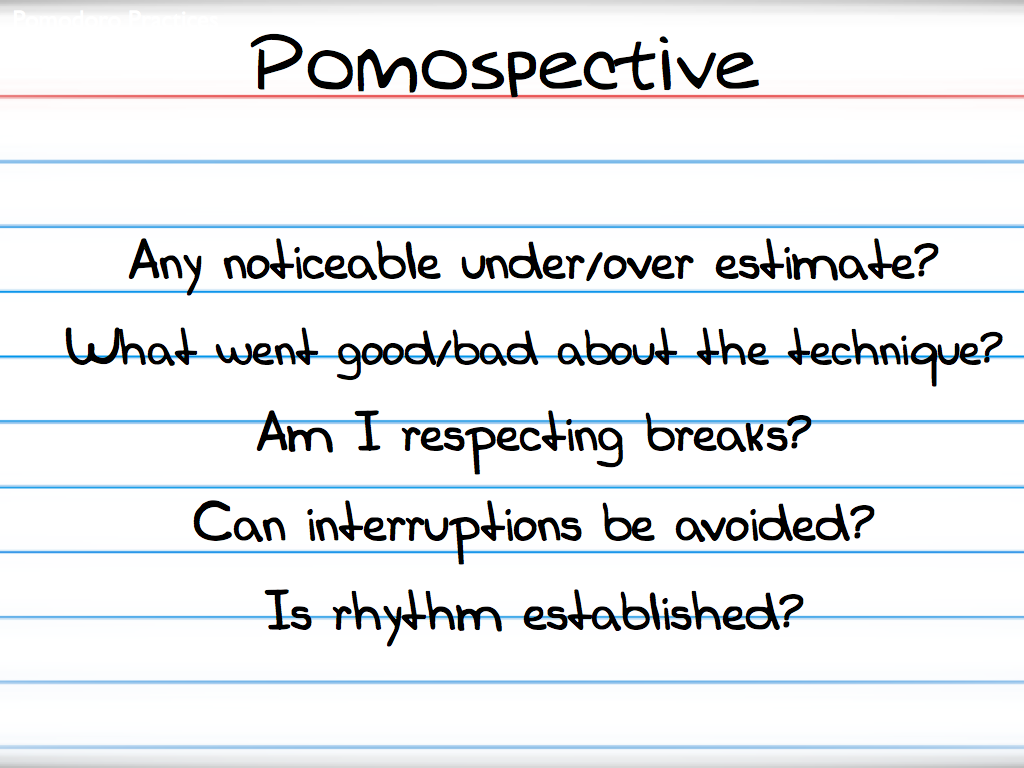 Pomodoro Practices
Pomospective
Any noticeable under/over estimate?
What went good/bad about the technique?
Am I respecting breaks?
Can interruptions be avoided?
Is rhythm established?